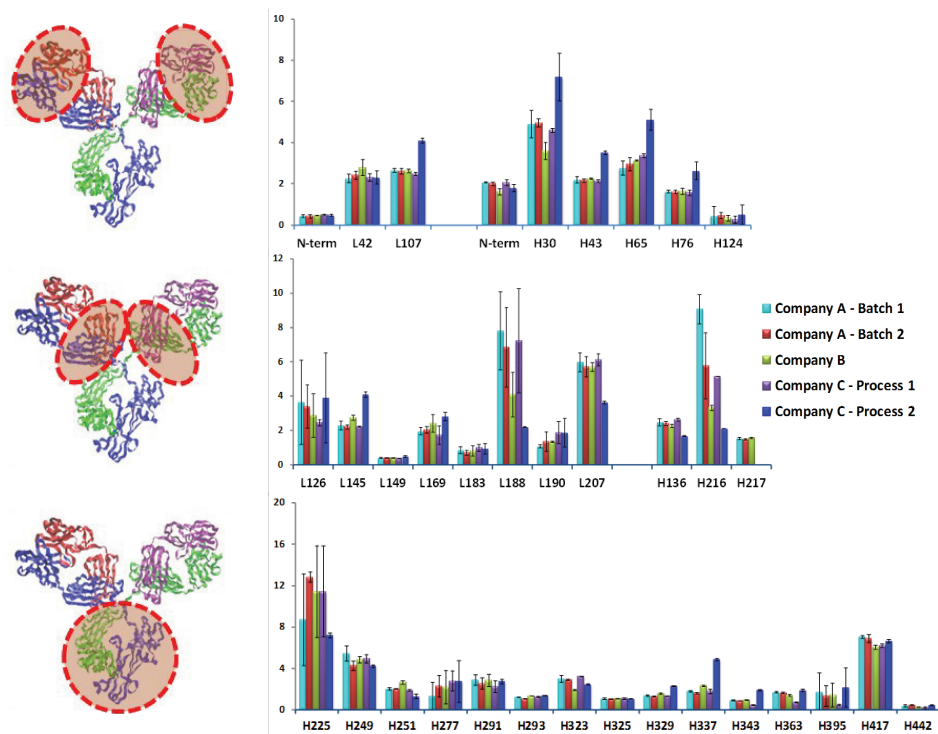 10
8
6
4
2
0
N-term L42 L107 N-term H30 H43 H65 H76 H124
12
10
8
6
4
2
0
L126 L145 L149 L169 L183 L188 L190 L207 H136 H216 H217
Company A - Batch 1
Company A - Batch 2
Company B
Company C - Process 1
Company C - Process 2
20
16
12
8
4
0
H225 H249 H251 H277 H291 H293 H323 H325 H329 H337 H343 H363 H395 H417 H442